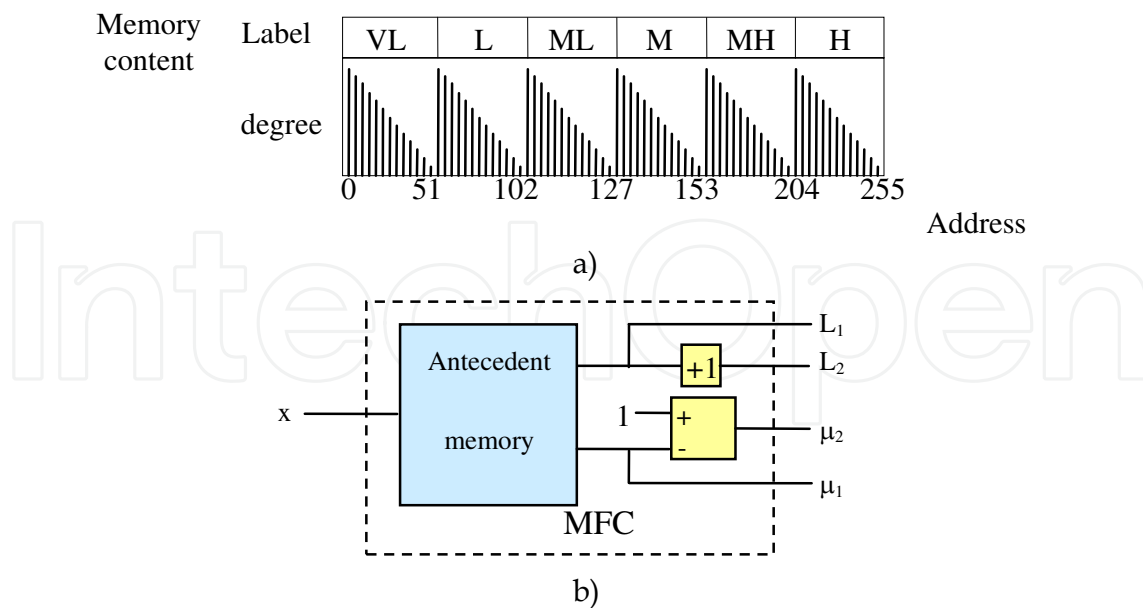 Memory
content
Label
VL L ML M MH H
degree
0 51 102 127 153 204 255
Address
a)
IntechOpen
L₁
Antecedent
+1
L₂
x
1
+
memory
-
μ₂
μ₁
MFC
b)